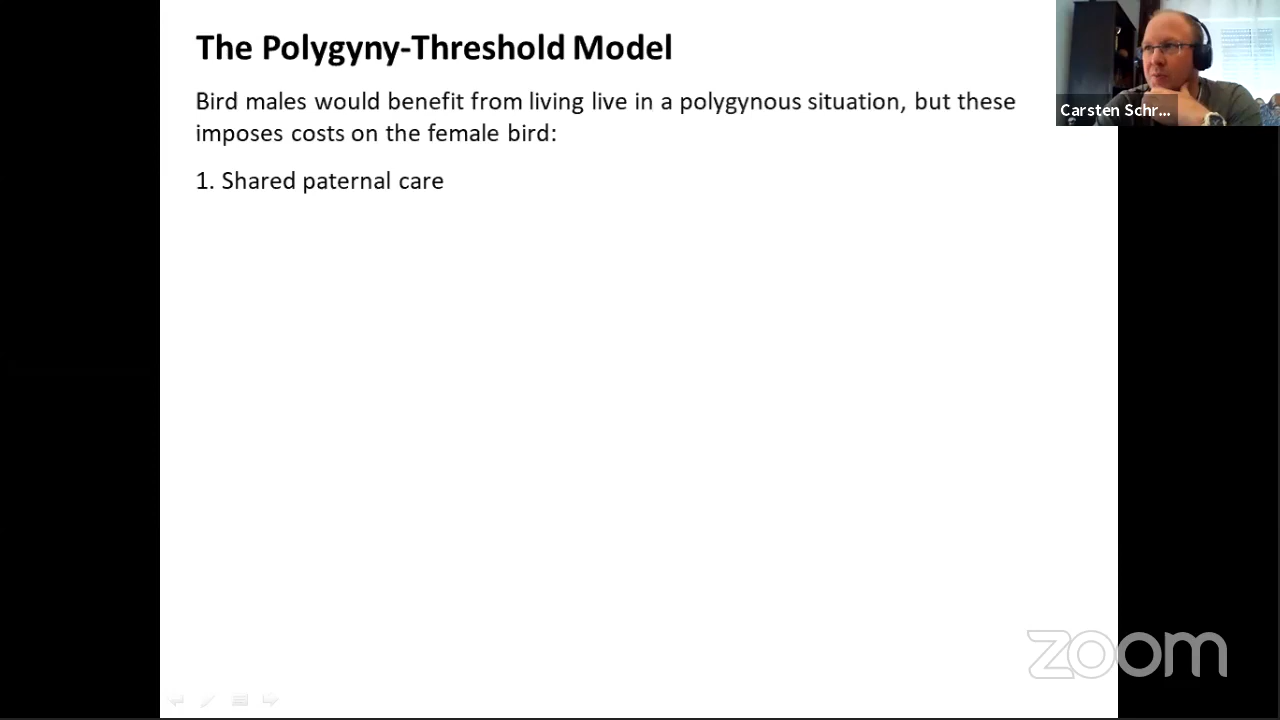 The Polygyny-Threshold Model
Bird males would benefit from living live in a polygynous situation, but these
imposes costs on the female bird:
1. Shared paternal care
Carsten Schr...
zoom